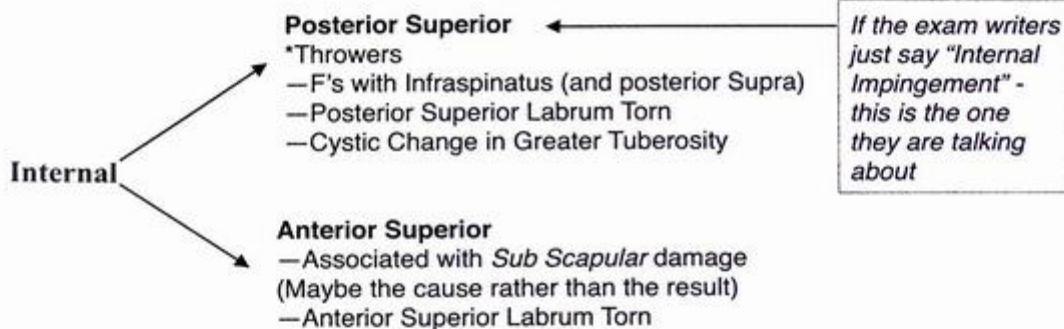 Internal
Posterior Superior
*Throwers
—F's with Infraspinatus (and posterior Supra)
—Posterior Superior Labrum Torn
—Cystic Change in Greater Tuberosity
If the exam writers
just say “Internal
Impingement” -
this is the one
they are talking
about
Anterior Superior
—Associated with Sub Scapular damage
(Maybe the cause rather than the result)
—Anterior Superior Labrum Torn